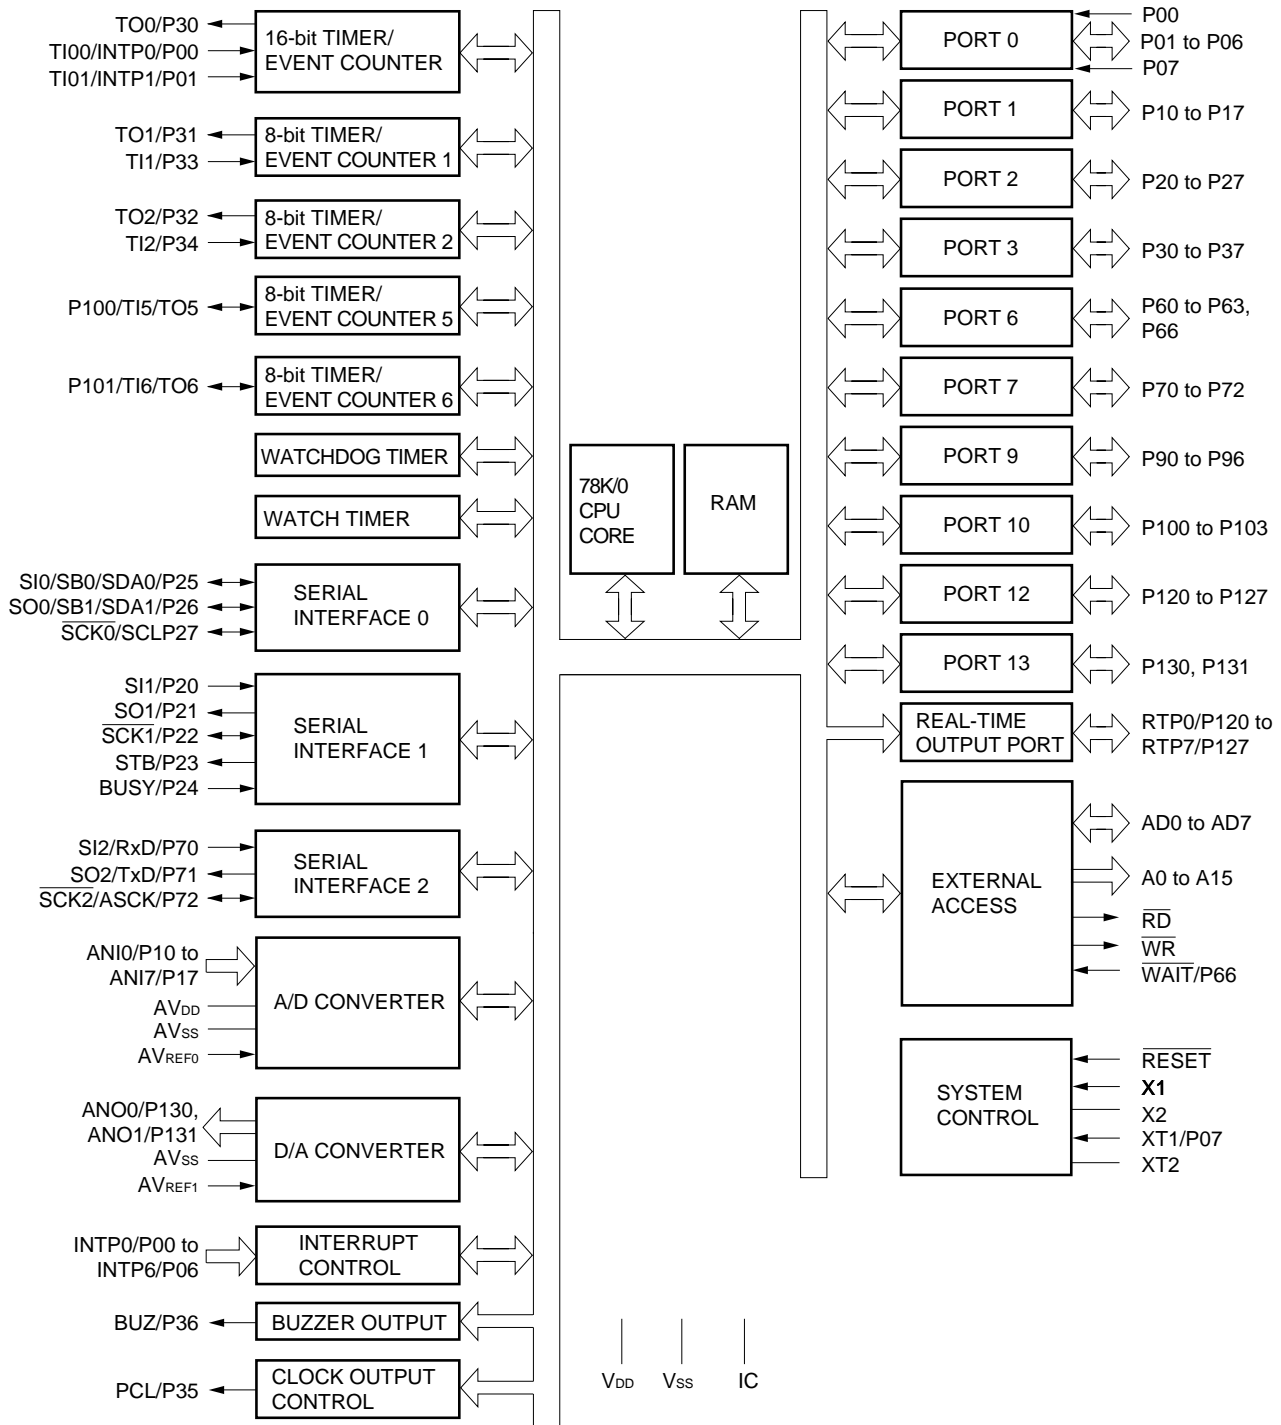 TO0/P30
TI00/INTP0/P00
TI01/INTP1/P01
16-bit TIMER/
EVENT COUNTER
TO1/P31
TI1/P33
8-bit TIMER/
EVENT COUNTER 1
TO2/P32
TI2/P34
8-bit TIMER/
EVENT COUNTER 2
P100/TI5/TO5
8-bit TIMER/
EVENT COUNTER 5
P101/TI6/TO6
8-bit TIMER/
EVENT COUNTER 6
WATCHDOG TIMER
WATCH TIMER
SI0/SB0/SDA0/P25
SO0/SB1/SDA1/P26
S̅C̅K̅0̅/SCLP27
SERIAL
INTERFACE 0
SI1/P20
SO1/P21
S̅C̅K̅1̅/P22
STB/P23
BUSY/P24
SERIAL
INTERFACE 1
SI2/RxD/P70
SO2/TxD/P71
S̅C̅K̅2̅/ASCK/P72
SERIAL
INTERFACE 2
ANI0/P10 to
ANI7/P17
AVDD
AVSS
AVREF0
A/D CONVERTER
ANO0/P130,
ANO1/P131
AVSS
AVREF1
D/A CONVERTER
INTP0/P00 to
INTP6/P06
INTERRUPT
CONTROL
BUZ/P36
BUZZER OUTPUT
PCL/P35
CLOCK OUTPUT
CONTROL
78K/0
CPU
CORE
RAM
VDD
VSS
IC
PORT 0
P00
P01 to P06
P07
PORT 1
P10 to P17
PORT 2
P20 to P27
PORT 3
P30 to P37
PORT 6
P60 to P63,
P66
PORT 7
P70 to P72
PORT 9
P90 to P96
PORT 10
P100 to P103
PORT 12
P120 to P127
PORT 13
P130, P131
REAL-TIME
OUTPUT PORT
RTP0/P120 to
RTP7/P127
EXTERNAL
ACCESS
AD0 to AD7
A0 to A15
R̅D̅
W̅R̅
W̅A̅I̅T̅/P66
SYSTEM
CONTROL
R̅E̅S̅E̅T̅
X1
X2
XT1/P07
XT2